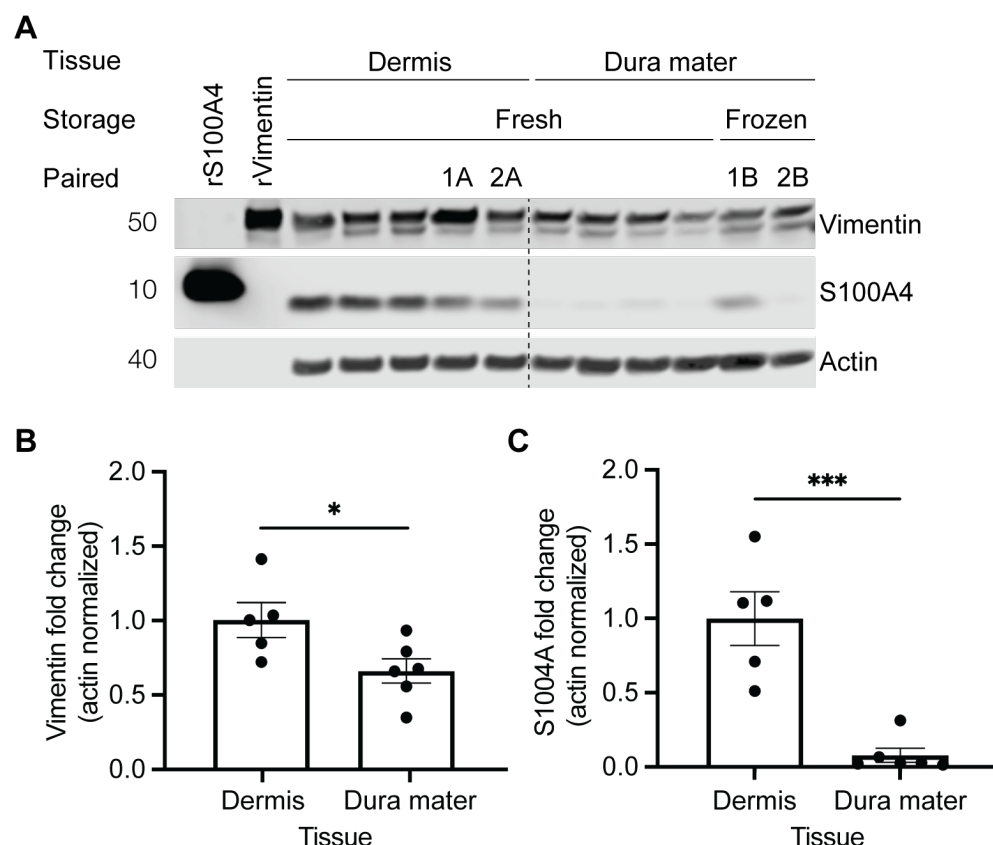 A
Tissue
Dermis
Dura mater
rS100A4
rVimentin
Storage
Fresh
Frozen
Paired
1A
2A
1B
2B
50
Vimentin
10
S100A4
40
Actin
B
Vimentin fold change
(actin normalized)
2.0
1.5
1.0
0.5
0.0
*
Dermis
Dura mater
Tissue
C
S1004A fold change
(actin normalized)
2.0
1.5
1.0
0.5
0.0
***
Dermis
Dura mater
Tissue